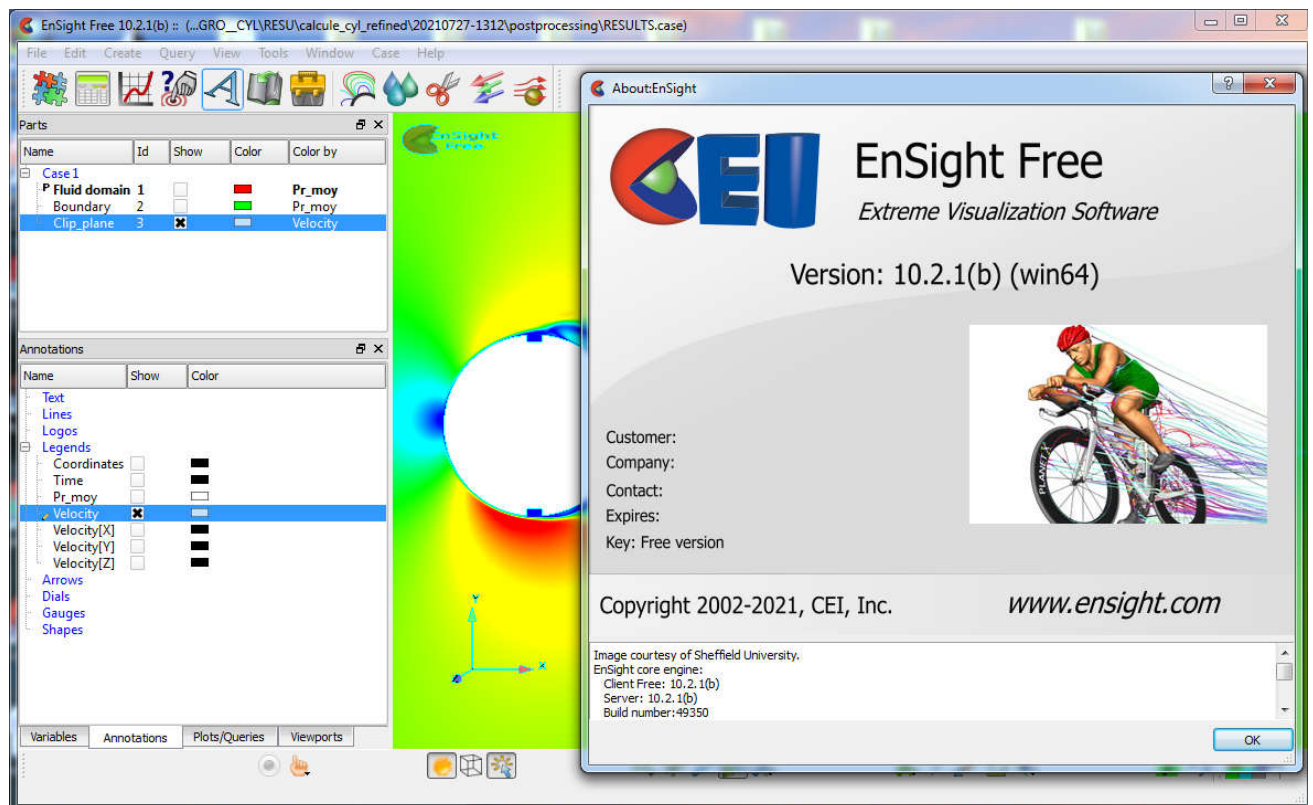 EnSight Free 10.2.1(b) :: (...GRO__CYL\RESU\calcule_cyl_refined\20210727-1312\postprocessing\RESULTS.case)
File Edit Create Query View Tools Window Case Help
Parts
Name Id Show Color Color by
Case 1
P Fluid domain 1 Pr_moy
Boundary 2 Pr_moy
Clip_plane 3 Velocity
Annotations
Name Show Color
Text
Lines
Logos
Legends
Coordinates
Time
Pr_moy
Velocity
Velocity[X]
Velocity[Y]
Velocity[Z]
Arrows
Dials
Gauges
Shapes
Variables Annotations Plots/Queries Viewports
EnSight
Free
Y
X
About:EnSight
CEI
EnSight Free
Extreme Visualization Software
Version: 10.2.1(b) (win64)
PLANET X
Customer:
Company:
Contact:
Expires:
Key: Free version
Copyright 2002-2021, CEI, Inc.
www.ensight.com
Image courtesy of Sheffield University.
EnSight core engine:
Client Free: 10.2.1(b)
Server: 10.2.1(b)
Build number:49350
OK